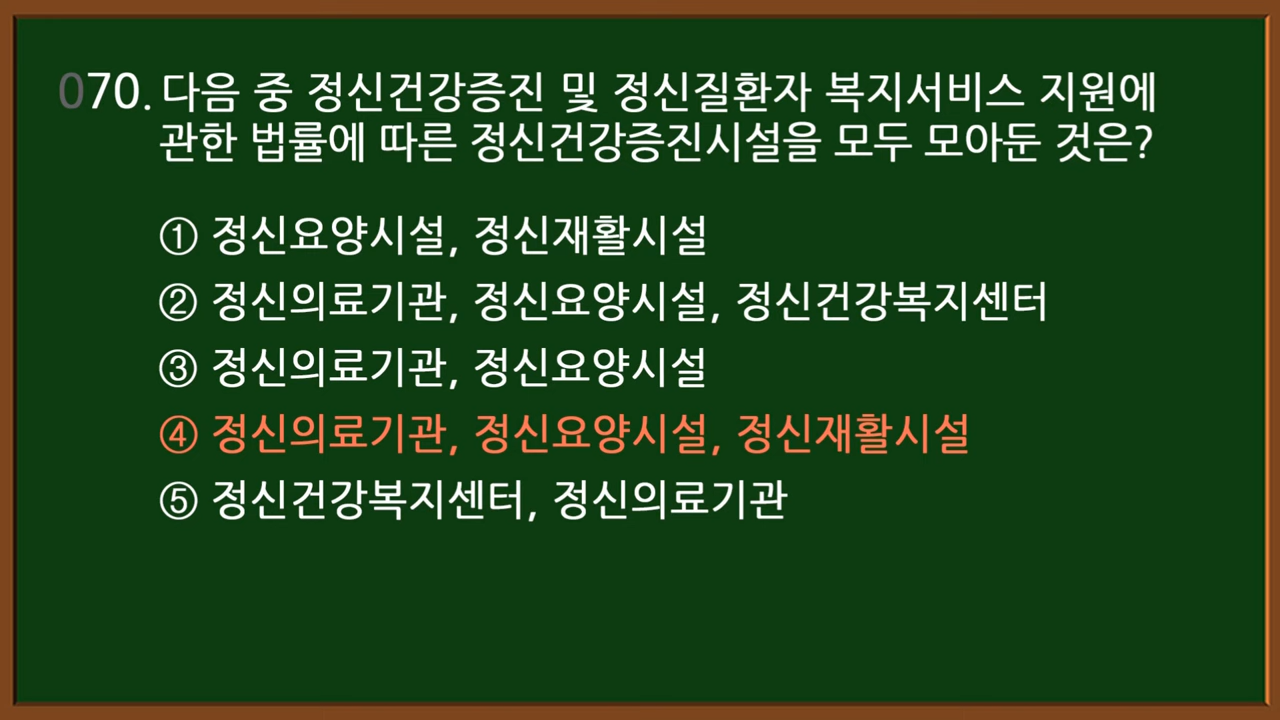 070. 다음 중 정신건강증진 및 정신질환자 복지서비스 지원에
관한 법률에 따른 정신건강증진시설을 모두 모아둔 것은?
① 정신요양시설, 정신재활시설
② 정신의료기관, 정신요양시설, 정신건강복지센터
③ 정신의료기관, 정신요양시설
④ 정신의료기관, 정신요양시설, 정신재활시설
⑤ 정신건강복지센터, 정신의료기관